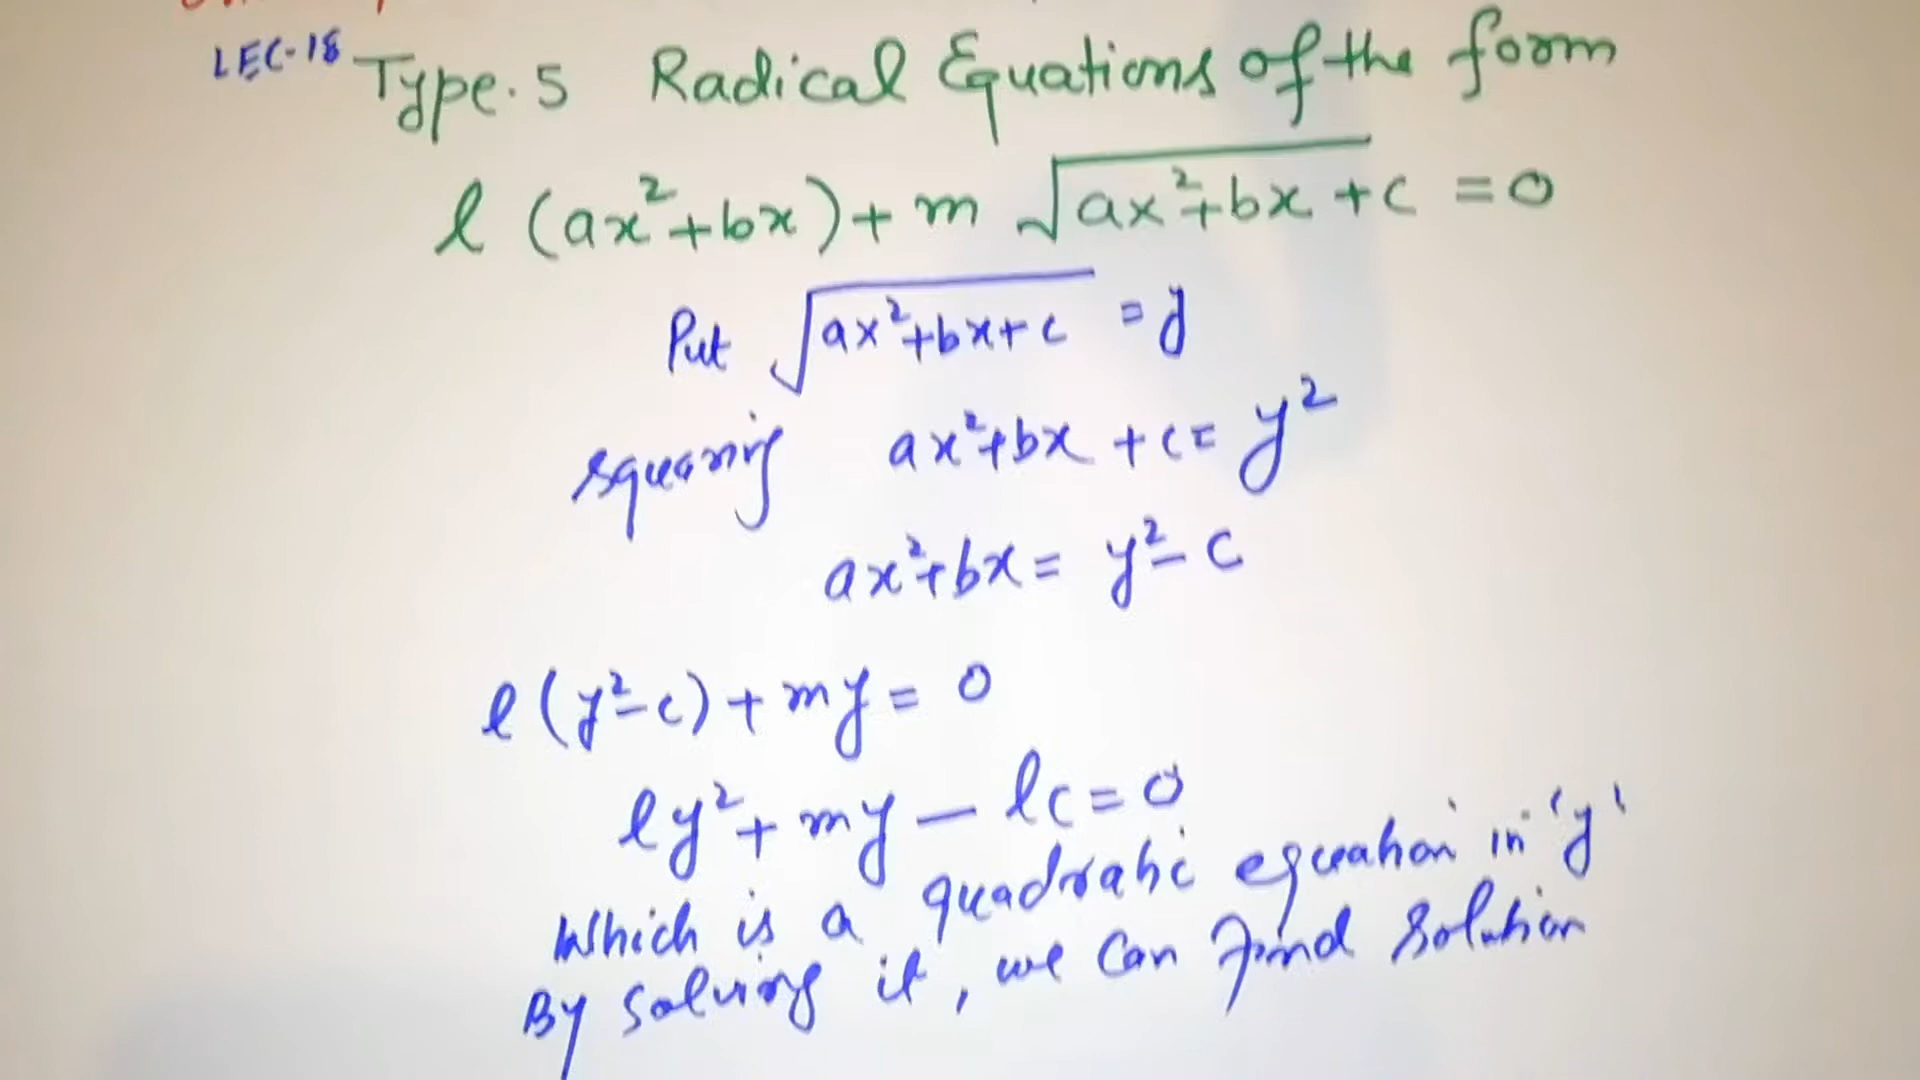 LEC-18 Type.5 Radical Equations of the form
l (ax²+bx)+m √ax²+bx+c =0
Put √ax²+bx+c =y
squaring ax²+bx+c=y²
ax²+bx=y²-c
l(y²-c)+my=0
ly²+my-lc=0
Which is a quadratic equation in 'y'
By solving it, we can find solution